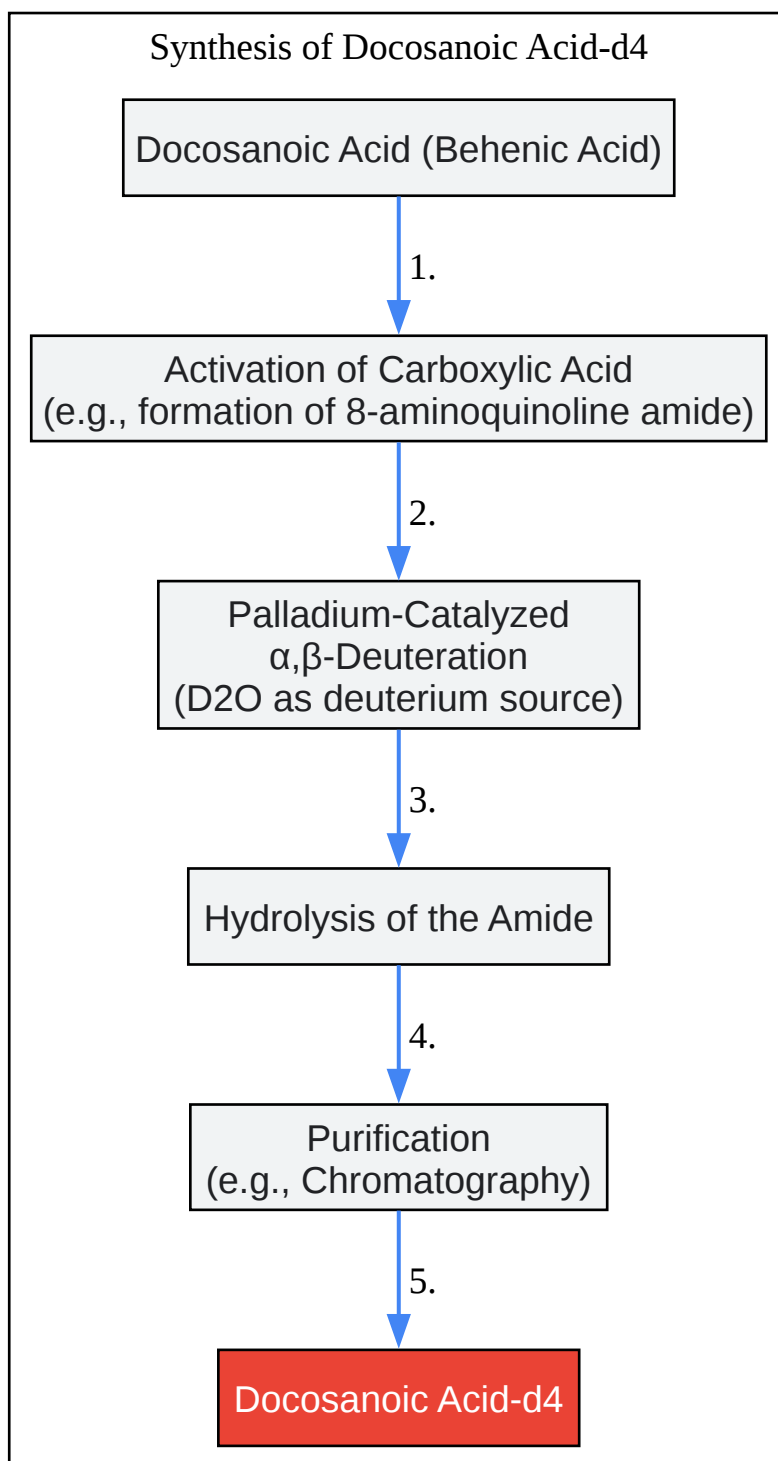 Synthesis of Docosanoic Acid-d4
Docosanoic Acid (Behenic Acid)
1.
Activation of Carboxylic Acid
(e.g., formation of 8-aminoquinoline amide)
2.
Palladium-Catalyzed
α,β-Deuteration
(D2O as deuterium source)
3.
Hydrolysis of the Amide
4.
Purification
(e.g., Chromatography)
5.
Docosanoic Acid-d4